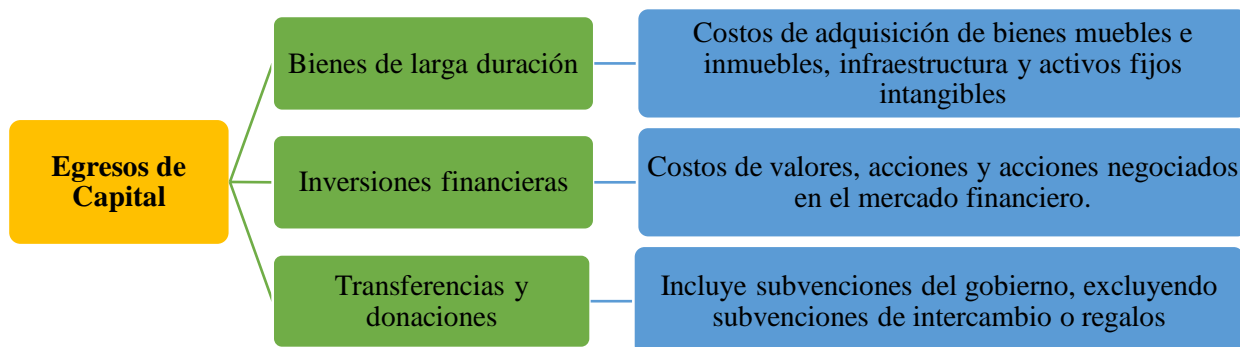 Egresos de
Capital
Bienes de larga duración
Costos de adquisición de bienes muebles e
inmuebles, infraestructura y activos fijos
intangibles
Inversiones financieras
Costos de valores, acciones y acciones negociados
en el mercado financiero.
Transferencias y
donaciones
Incluye subvenciones del gobierno, excluyendo
subvenciones de intercambio o regalos